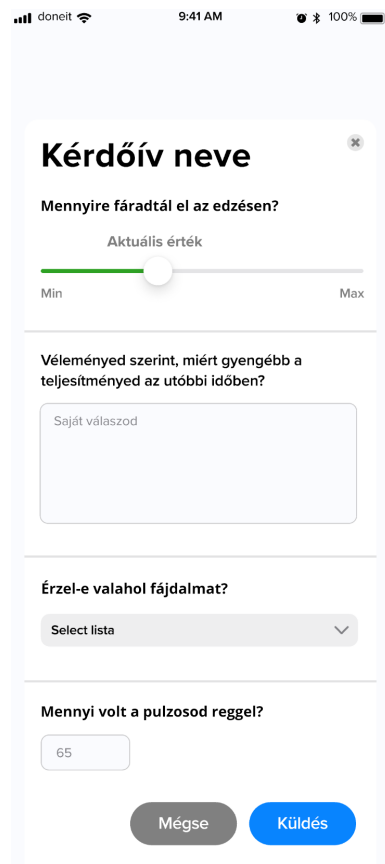 doneit 9:41 AM 100%
Kérdőív neve
Mennyire fáradtál el az edzésen?
Aktuális érték
Min Max
Véleményed szerint, miért gyengébb a
teljesítményed az utóbbi időben?
Saját válaszod
Érzel-e valahol fájdalmat?
Select lista
Mennyi volt a pulzosod reggel?
65
Mégse Küldés